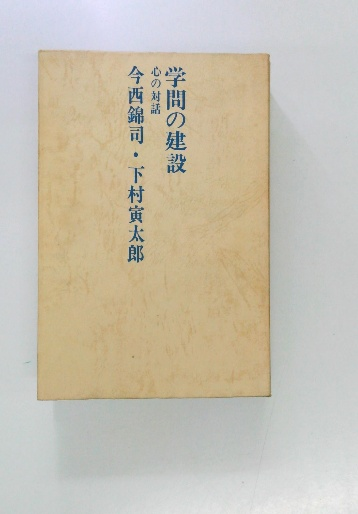 学問の建設
心の対話
今西錦司・下村寅太郎